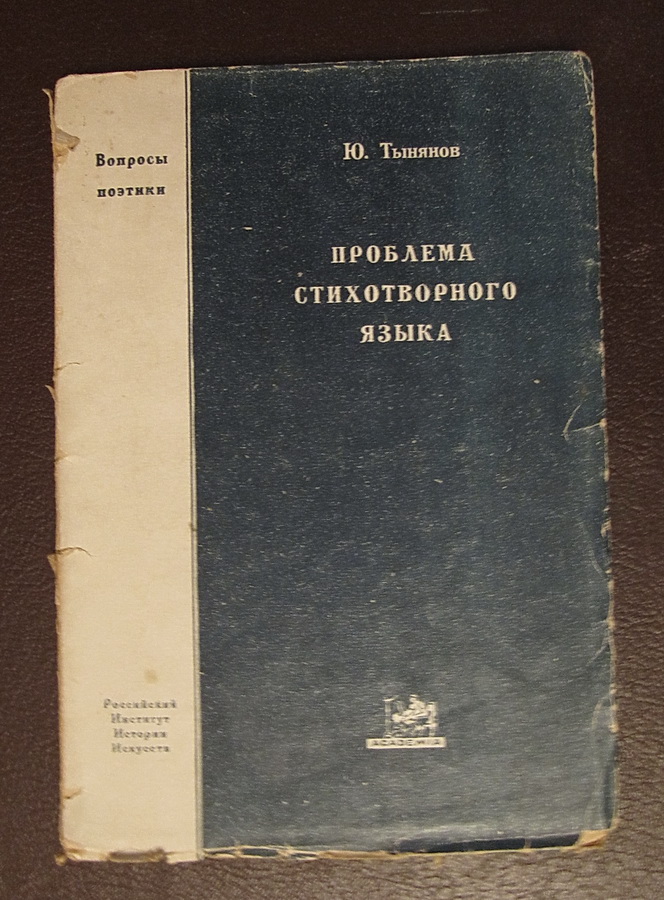 Вопросы
поэтики
Ю. Тынянов
ПРОБЛЕМА
СТИХОТВОРНОГО
ЯЗЫКА
Российский
Институт
Истории
Искусств
ACADEMIA